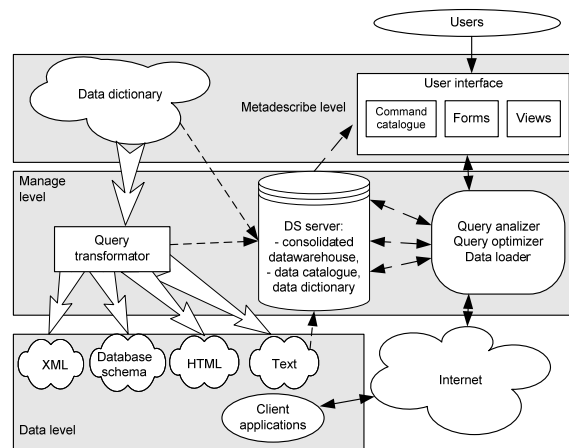 Users
User interface
Data dictionary
Metadescribe level
Command
catalogue
Forms
Views
Manage
level
Query
transformator
DS server:
- consolidated
datawarehouse,
- data catalogue,
data dictionary
Query analizer
Query optimizer
Data loader
XML
Database
schema
HTML
Text
Internet
Client
applications
Data level